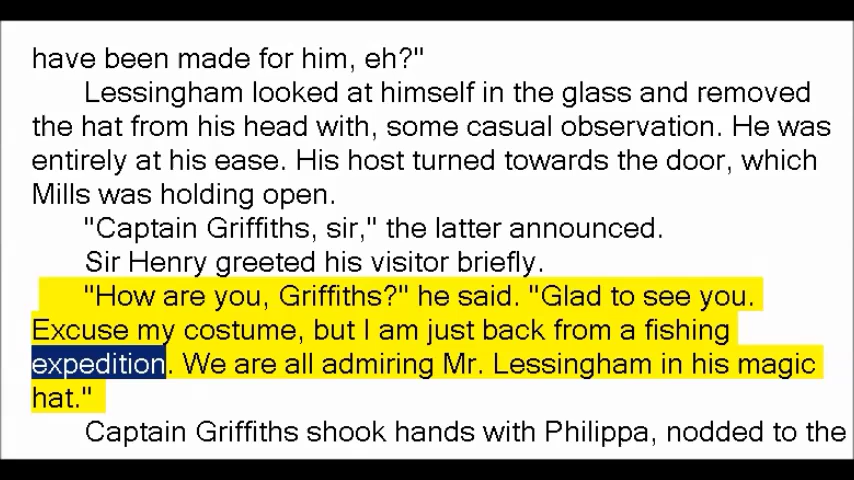 have been made for him, eh?"
Lessingham looked at himself in the glass and removed
the hat from his head with, some casual observation. He was
entirely at his ease. His host turned towards the door, which
Mills was holding open.
"Captain Griffiths, sir," the latter announced.
Sir Henry greeted his visitor briefly.
"How are you, Griffiths?" he said. "Glad to see you.
Excuse my costume, but I am just back from a fishing
expedition. We are all admiring Mr. Lessingham in his magic
hat."
Captain Griffiths shook hands with Philippa, nodded to the